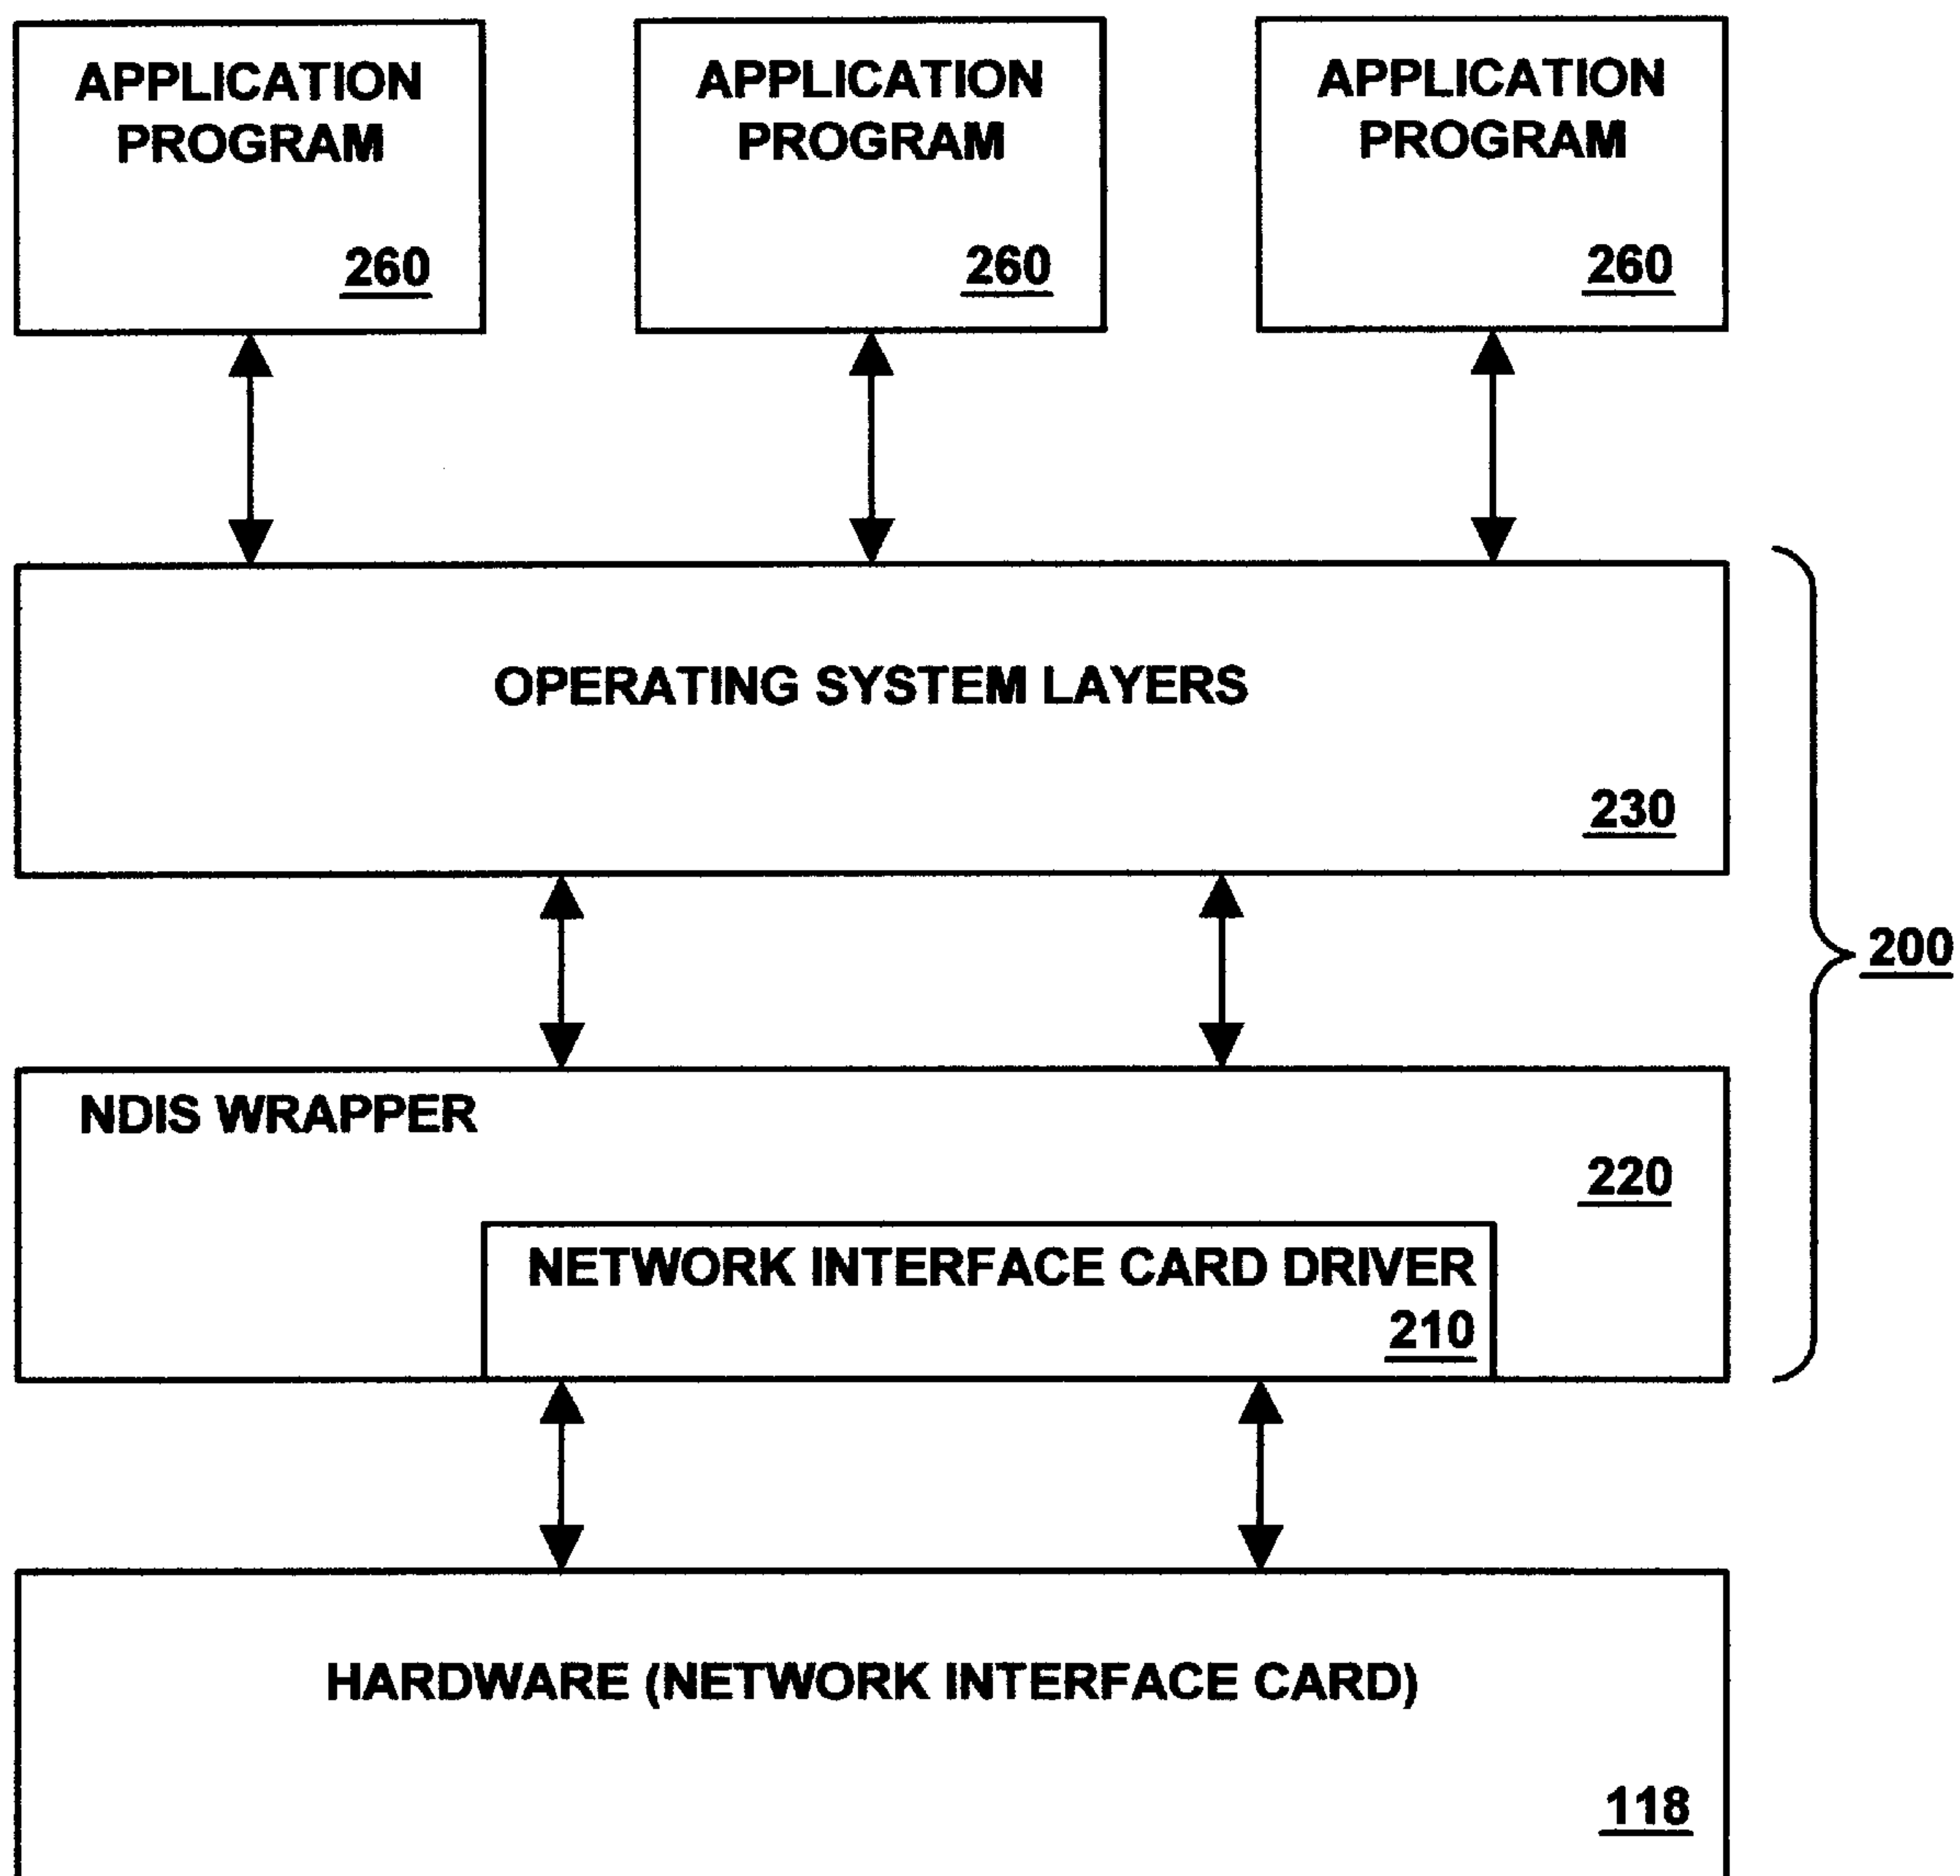 APPLICATION
PROGRAM
260
APPLICATION
PROGRAM
260
APPLICATION
PROGRAM
260
OPERATING SYSTEM LAYERS
230
200
NDIS WRAPPER
220
NETWORK INTERFACE CARD DRIVER
210
HARDWARE (NETWORK INTERFACE CARD)
118